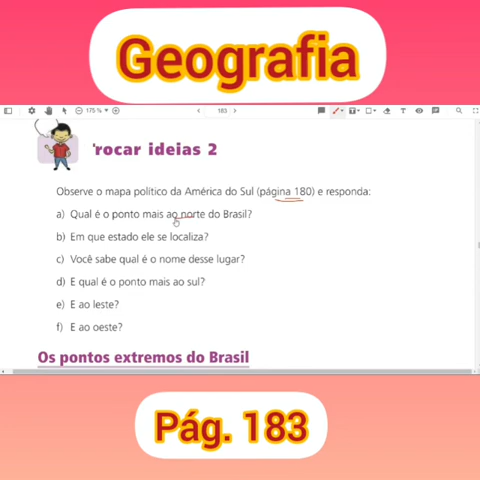 Geografia
175 %
183
Trocar ideias 2
Observe o mapa político da América do Sul (página 180) e responda:
a) Qual é o ponto mais ao norte do Brasil?
b) Em que estado ele se localiza?
c) Você sabe qual é o nome desse lugar?
d) E qual é o ponto mais ao sul?
e) E ao leste?
f) E ao oeste?
Os pontos extremos do Brasil
Pág. 183